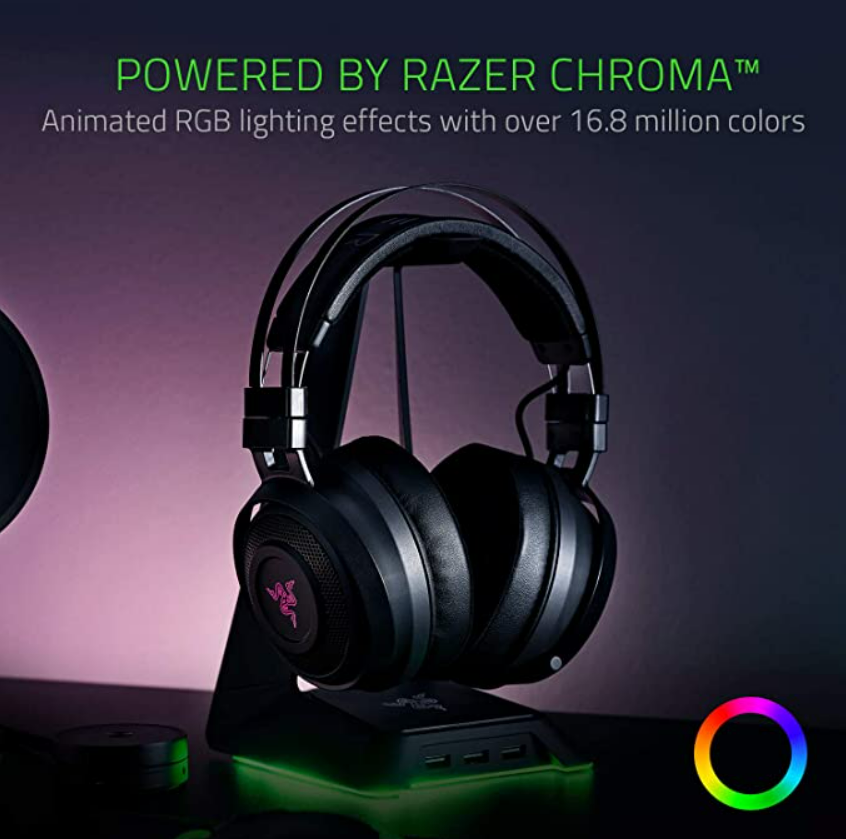 POWERED BY RAZER CHROMA™
Animated RGB lighting effects with over 16.8 million colors